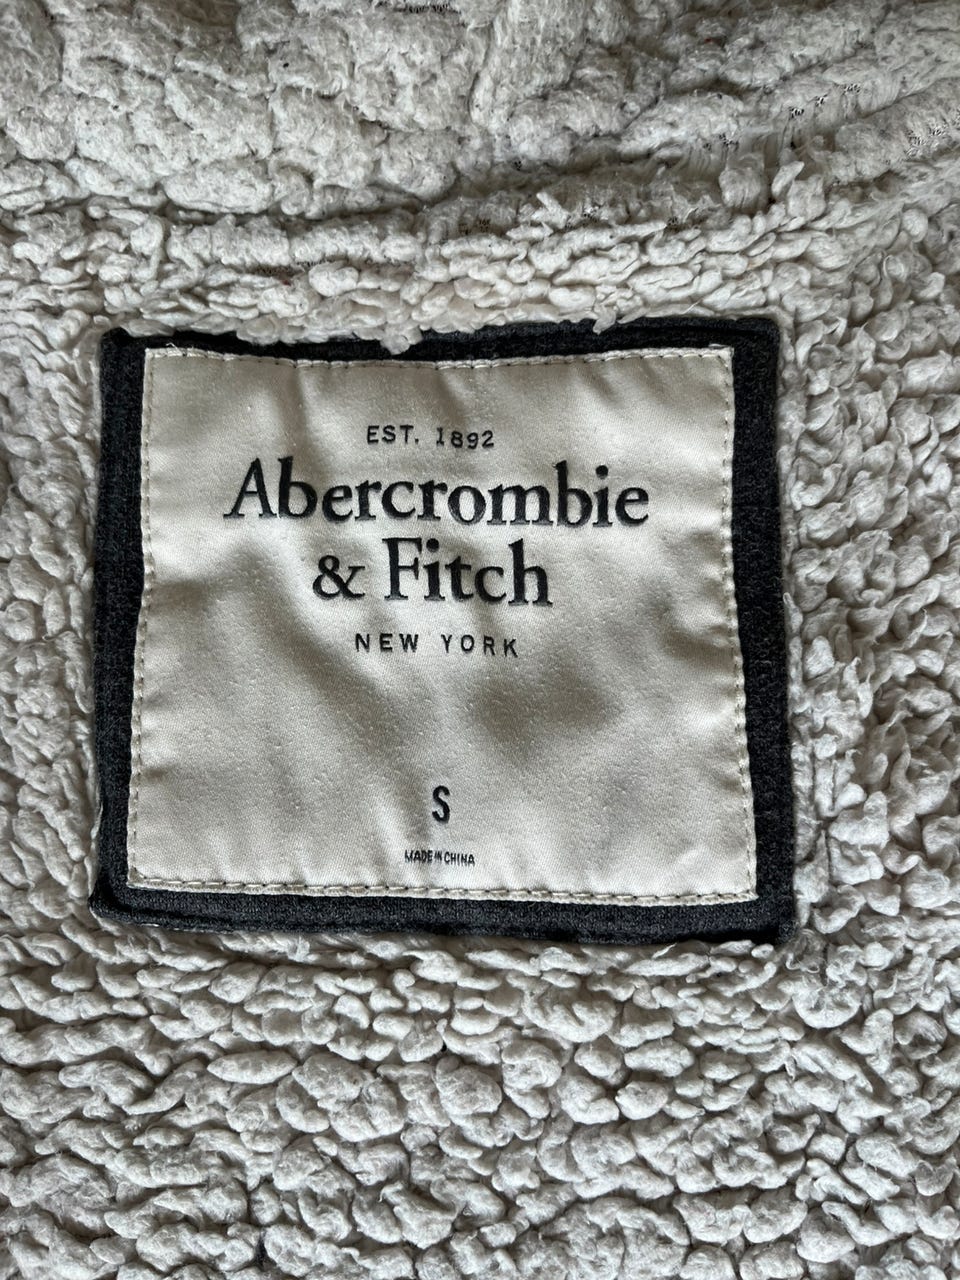 EST. 1892
Abercrombie
& Fitch
NEW YORK
S
MADE IN CHINA